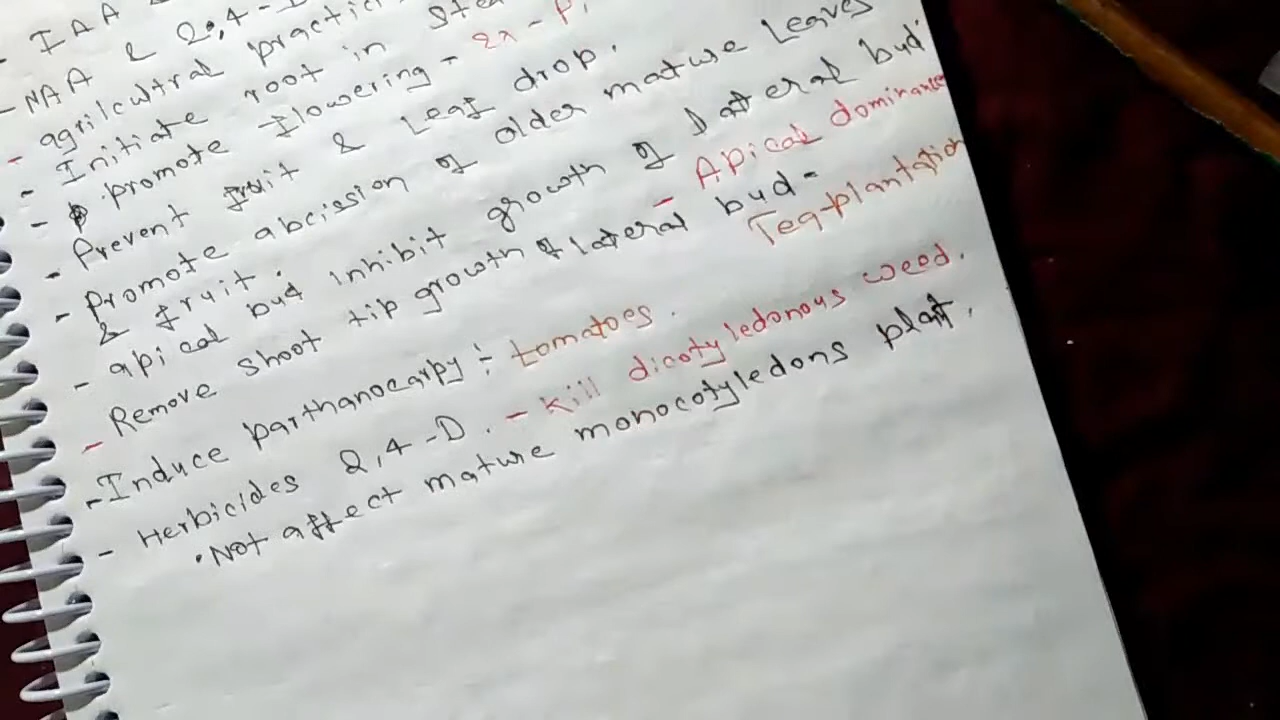 - IAA
- NAA & 2,4-D
agrilcultral practic
- Initiate root in ste
- promote flowering - ex - P
- Prevent fruit & Leaf drop.
- Promote abcission of older mature Leaves
& fruit.
- apical bud inhibit growth of Lateral bud
- Apical dominance
- Remove shoot tip growth of lateral bud -
Tea-plantation
- Induce parthanocarpy :- tomatoes.
- Herbicides 2,4-D. - kill dicotyledonous weed.
• Not affect mature monocotyledons plant.